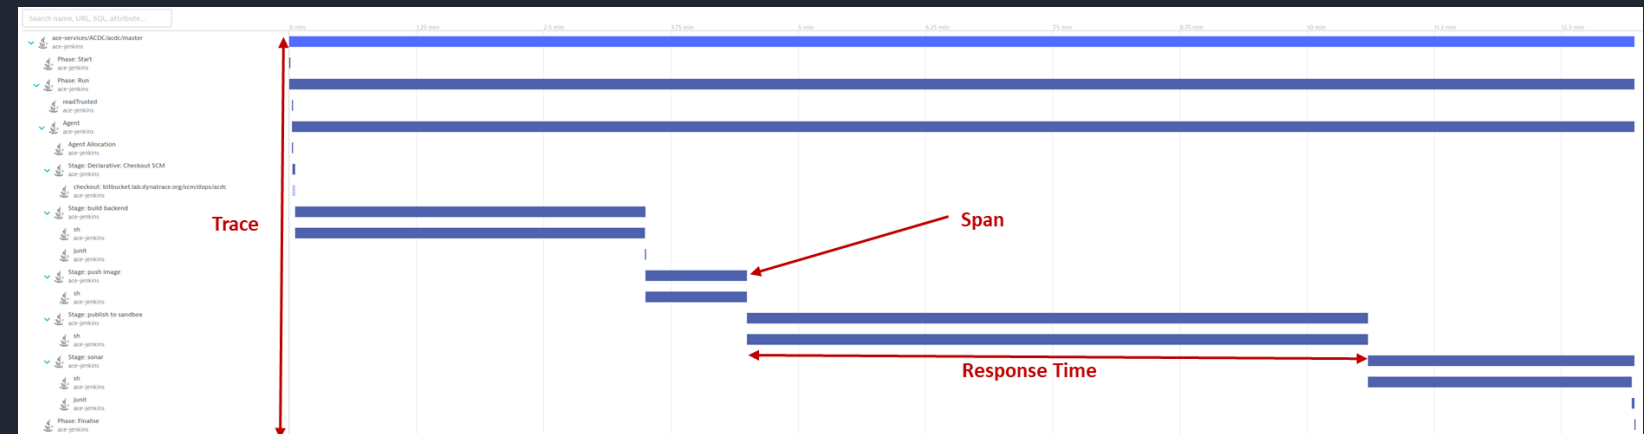 Search name, URL, SQL, attribute...
0 min 1.25 min 2.5 min 3.75 min 5 min 6.25 min 7.5 min 8.75 min 10 min 11.3 min 12.5 min
ace-services/ACDC/acdc/master
ace-jenkins
Phase: Start
ace-jenkins
Phase: Run
ace-jenkins
readTrusted
ace-jenkins
Agent
ace-jenkins
Agent Allocation
ace-jenkins
Stage: Declarative: Checkout SCM
ace-jenkins
checkout: bitbucket.lab.dynatrace.org/scm/dops/acdc
ace-jenkins
Stage: build backend
ace-jenkins
Trace
Span
sh
ace-jenkins
junit
ace-jenkins
Stage: push image
ace-jenkins
sh
ace-jenkins
Stage: publish to sandbox
ace-jenkins
sh
ace-jenkins
Stage: sonar
ace-jenkins
Response Time
sh
ace-jenkins
junit
ace-jenkins
Phase: Finalise
ace-jenkins